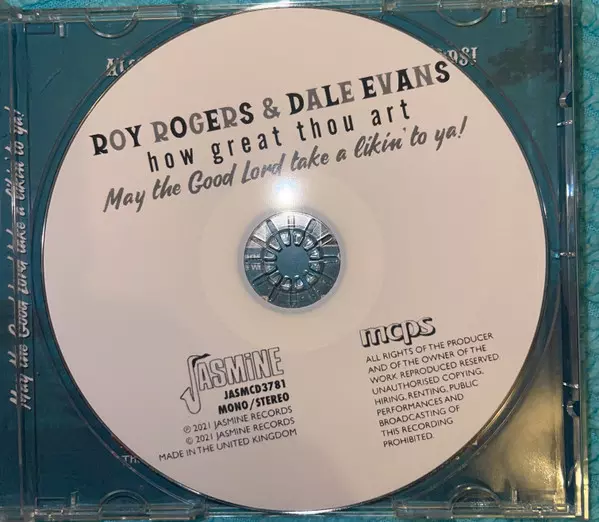 ROY ROGERS & DALE EVANS
how great thou art
May the Good Lord take a likin' to ya!
JASMINE
JASMCD3781
MONO/STEREO
℗ 2021 JASMINE RECORDS
© 2021 JASMINE RECORDS
MADE IN THE UNITED KINGDOM
mcps
ALL RIGHTS OF THE PRODUCER
AND OF THE OWNER OF THE
WORK REPRODUCED RESERVED
UNAUTHORISED COPYING,
HIRING, RENTING, PUBLIC
PERFORMANCES AND
BROADCASTING OF
THIS RECORDING
PROHIBITED.
May the Good Lord take a likin' to ya!